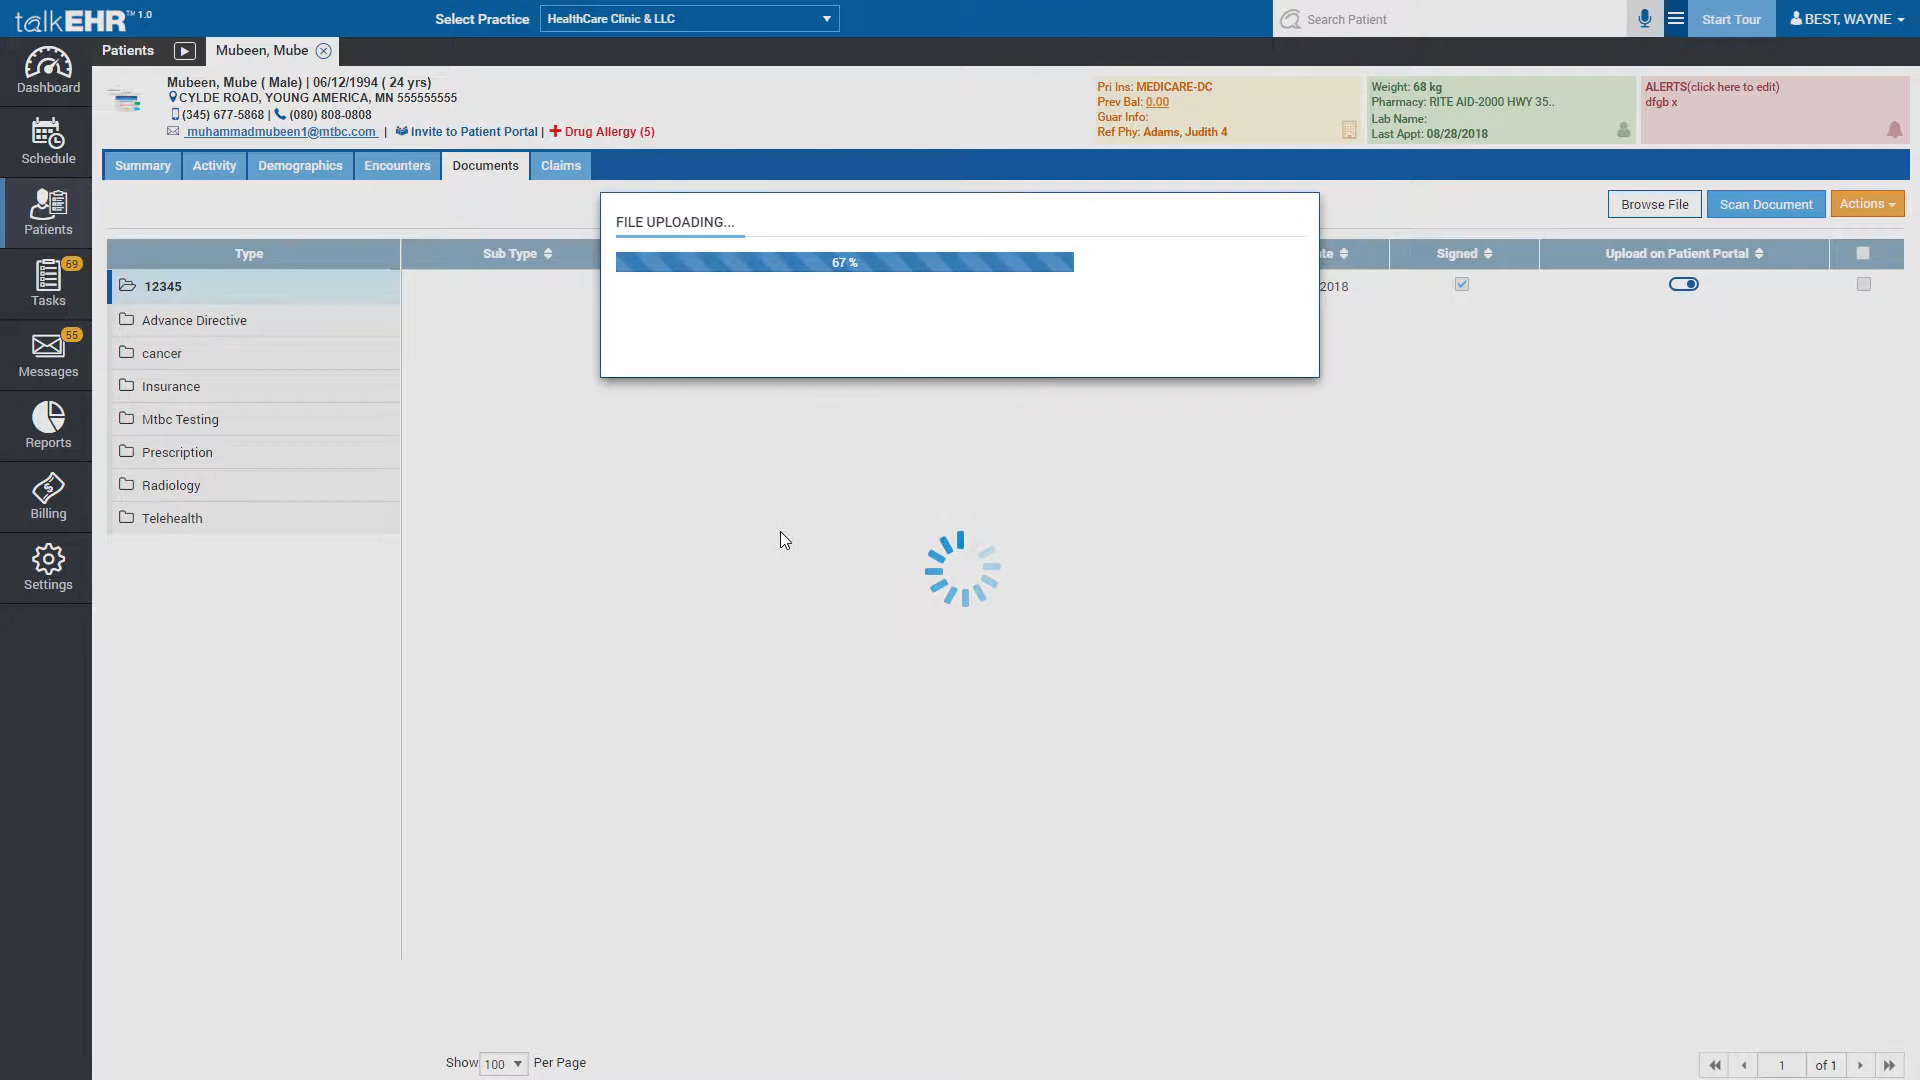 talkEHR™ 1.0
Select Practice
HealthCare Clinic & LLC
Search Patient
Start Tour
BEST, WAYNE
Dashboard
Schedule
Patients
69
Tasks
55
Messages
Reports
Billing
Settings
Patients
Mubeen, Mube
Mubeen, Mube ( Male) | 06/12/1994 ( 24 yrs)
CYLDE ROAD, YOUNG AMERICA, MN 555555555
(345) 677-5868 | (080) 808-0808
muhammadmubeen1@mtbc.com | Invite to Patient Portal | Drug Allergy (5)
Pri Ins: MEDICARE-DC
Prev Bal: 0.00
Guar Info:
Ref Phy: Adams, Judith 4
Weight: 68 kg
Pharmacy: RITE AID-2000 HWY 35..
Lab Name:
Last Appt: 08/28/2018
ALERTS(click here to edit)
dfgb x
Summary
Activity
Demographics
Encounters
Documents
Claims
Browse File
Scan Document
Actions
FILE UPLOADING...
67 %
Type
Sub Type
Signed
Upload on Patient Portal
12345
2018
Advance Directive
cancer
Insurance
Mtbc Testing
Prescription
Radiology
Telehealth
Show 100 Per Page
1 of 1